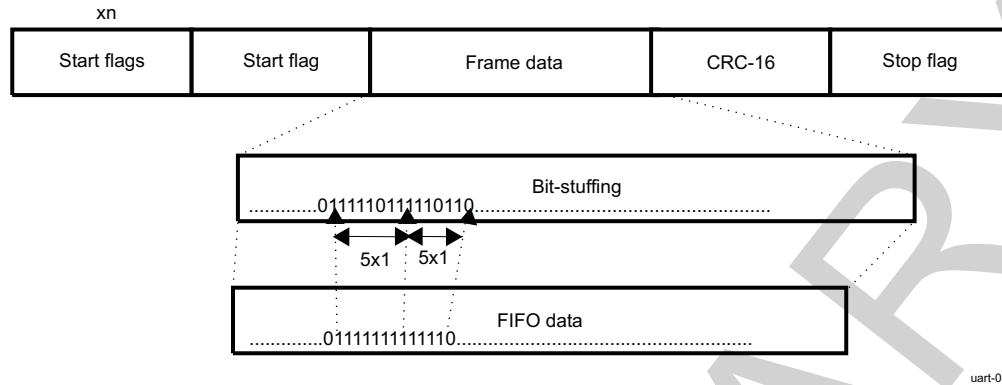 xn
Start flags Start flag Frame data CRC-16 Stop flag
Bit-stuffing
..............0111110111110110..................................................................
5x1 5x1
FIFO data
..............01111111111110..................................................................
uart-0